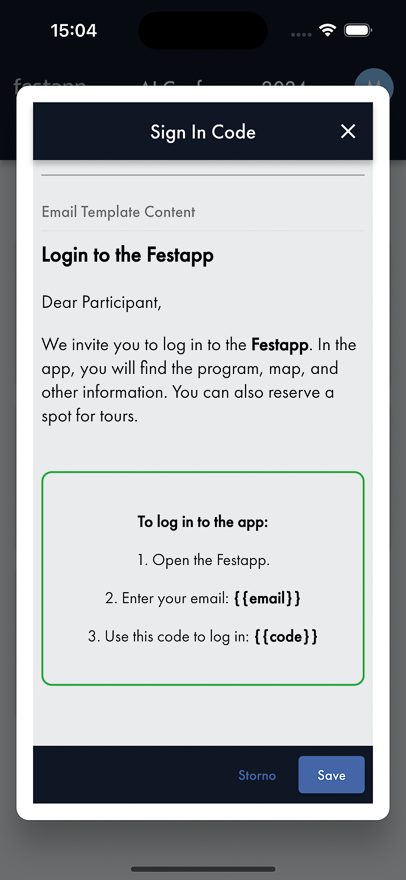 15:04
festapp
Sign In Code
Email Template Content
Login to the Festapp
Dear Participant,
We invite you to log in to the Festapp. In the
app, you will find the program, map, and
other information. You can also reserve a
spot for tours.
To log in to the app:
1. Open the Festapp.
2. Enter your email: {{email}}
3. Use this code to log in: {{code}}
Storno
Save